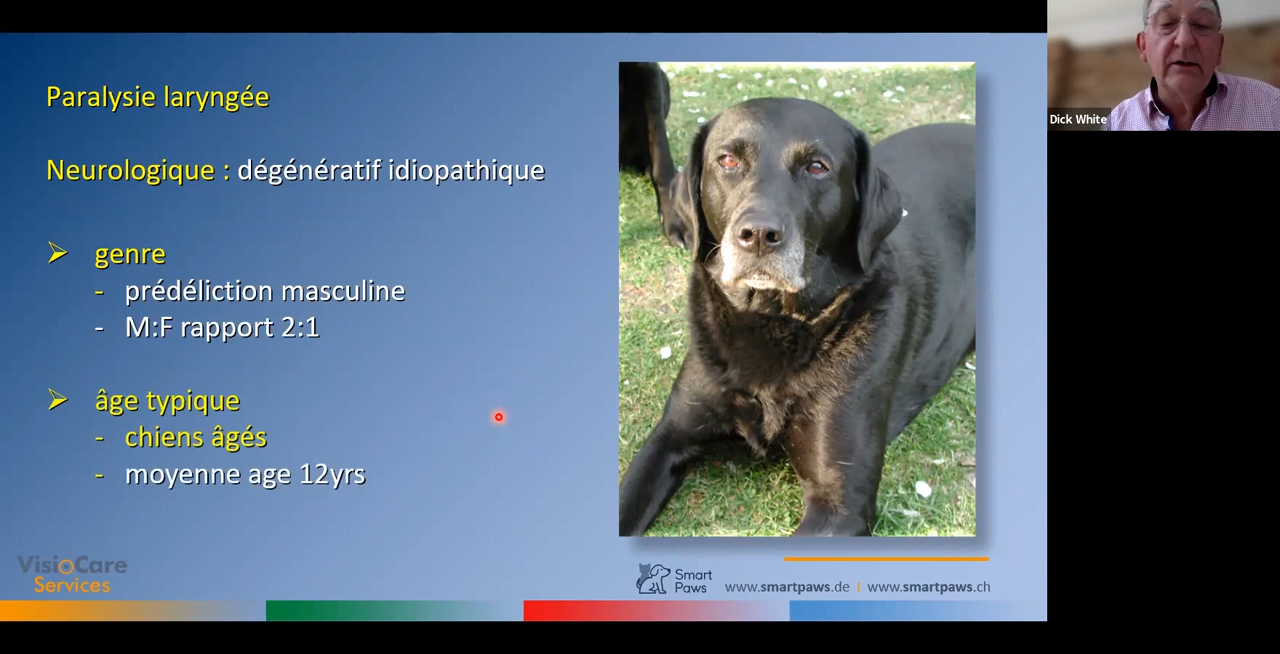 Paralysie laryngée
Neurologique : dégénératif idiopathique
genre
- prédéliction masculine
- M:F rapport 2:1
âge typique
- chiens âgés
- moyenne age 12yrs
VisioCare
Services
Smart
Paws
www.smartpaws.de | www.smartpaws.ch
Dick White